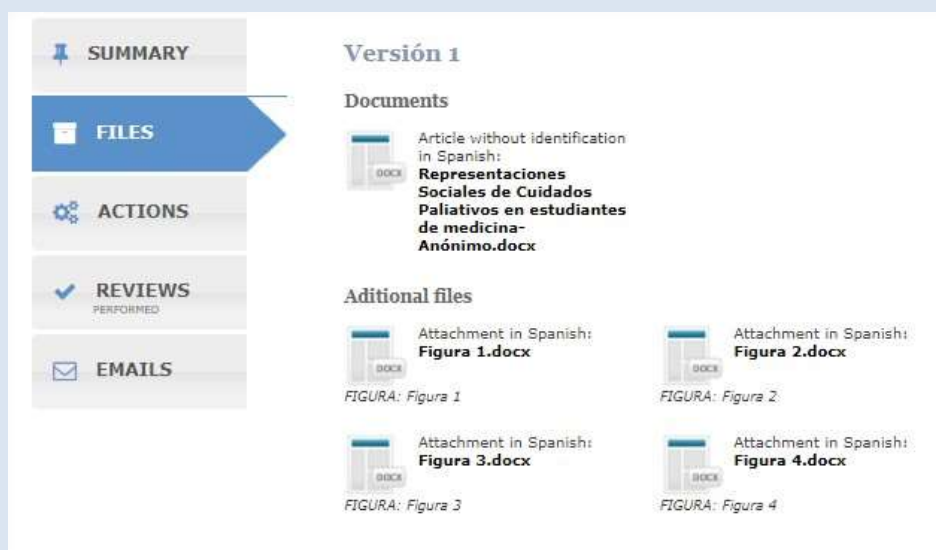 SUMMARY
FILES
ACTIONS
REVIEWS
PERFORMED
EMAILS
Versión 1
Documents
DOCX
Article without identification
in Spanish:
Representaciones
Sociales de Cuidados
Paliativos en estudiantes
de medicina-
Anónimo.docx
Aditional files
DOCX
Attachment in Spanish:
Figura 1.docx
FIGURA: Figura 1
DOCX
Attachment in Spanish:
Figura 2.docx
FIGURA: Figura 2
DOCX
Attachment in Spanish:
Figura 3.docx
FIGURA: Figura 3
DOCX
Attachment in Spanish:
Figura 4.docx
FIGURA: Figura 4